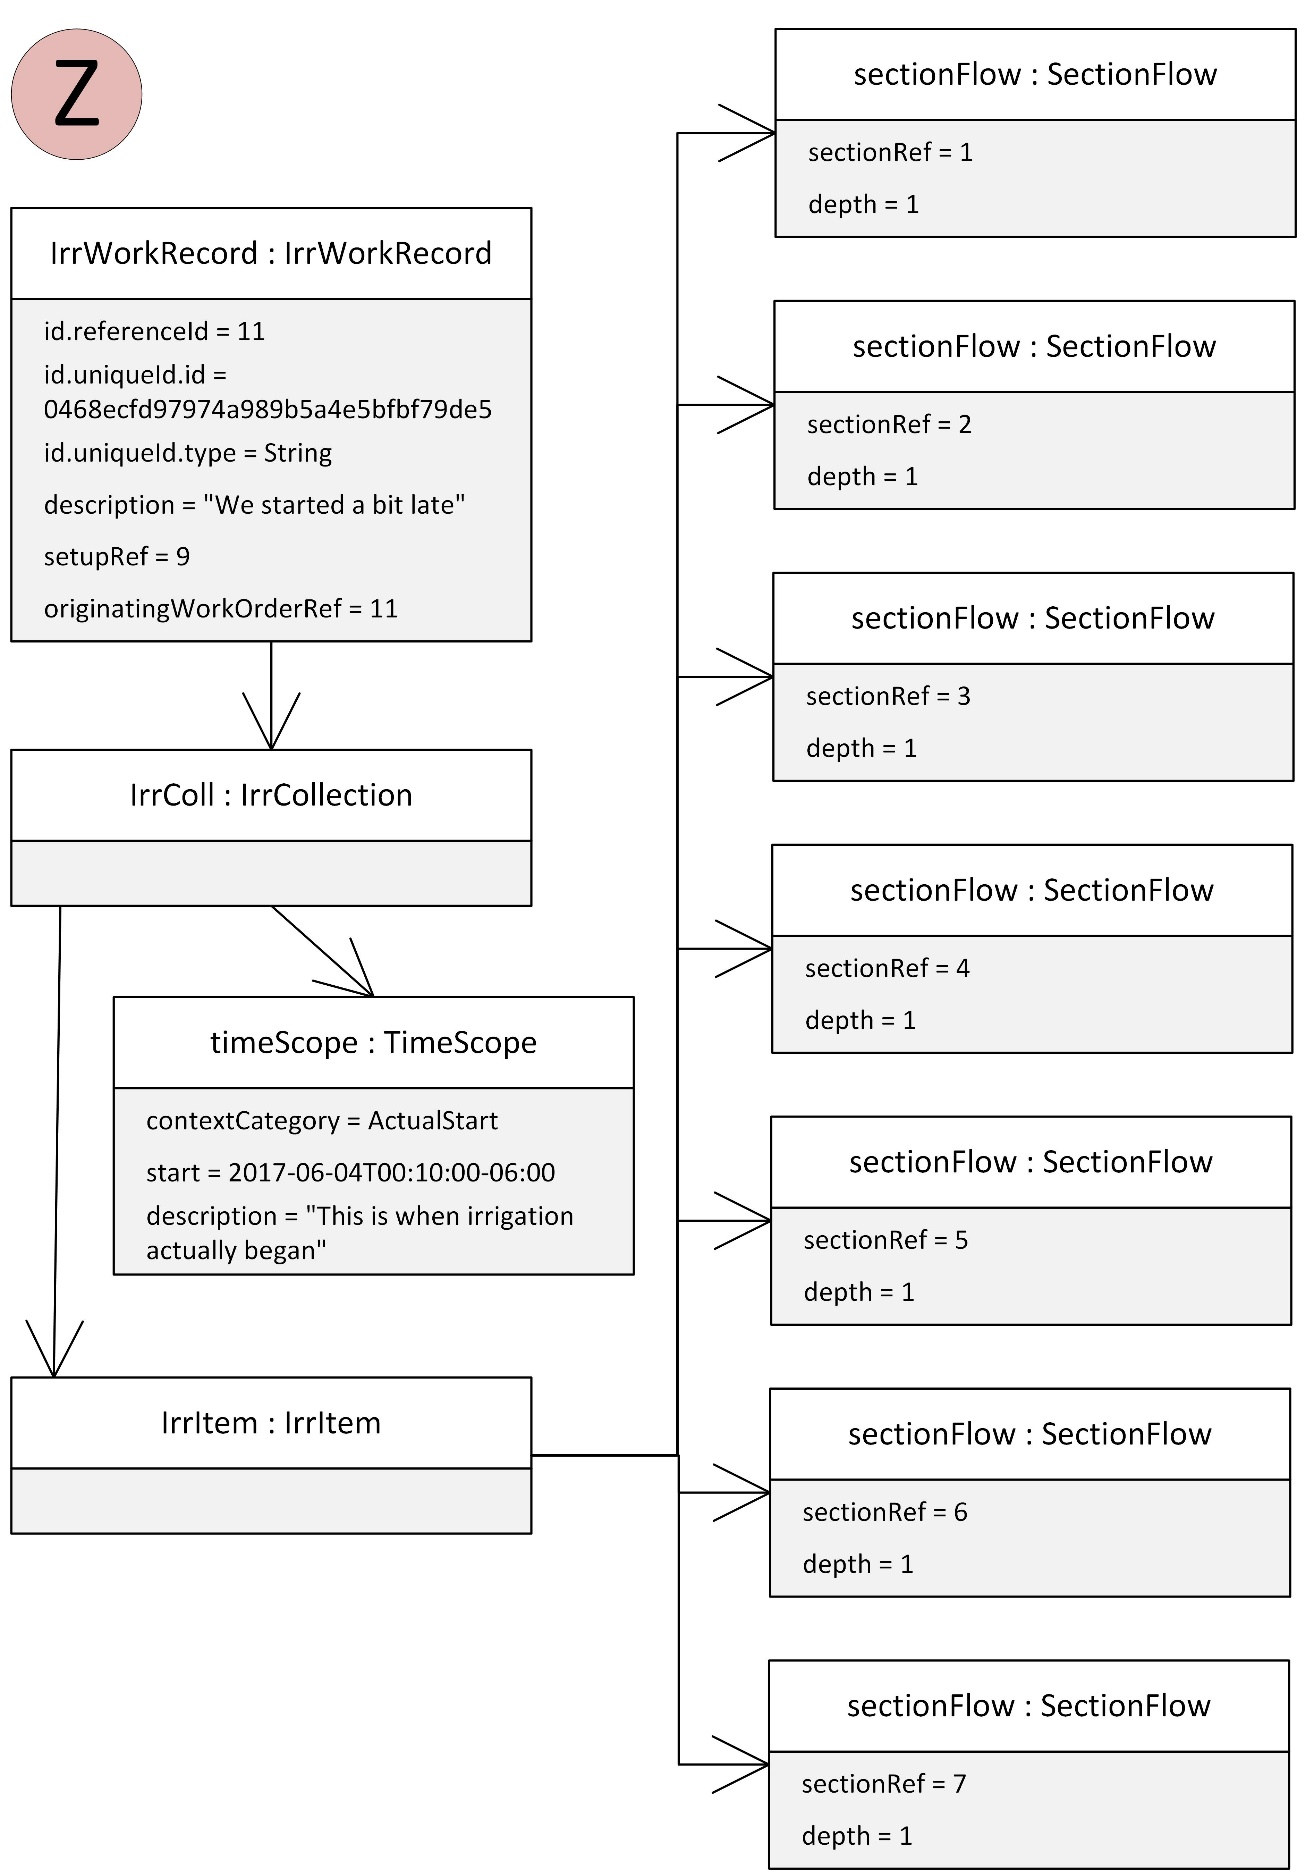 Z
IrrWorkRecord : IrrWorkRecord
id.referenceId = 11
id.uniqueId.id =
0468ecfd97974a989b5a4e5bfbf79de5
id.uniqueId.type = String
description = "We started a bit late"
setupRef = 9
originatingWorkOrderRef = 11
IrrColl : IrrCollection
timeScope : TimeScope
contextCategory = ActualStart
start = 2017-06-04T00:10:00-06:00
description = "This is when irrigation
actually began"
IrrItem : IrrItem
sectionFlow : SectionFlow
sectionRef = 1
depth = 1
sectionFlow : SectionFlow
sectionRef = 2
depth = 1
sectionFlow : SectionFlow
sectionRef = 3
depth = 1
sectionFlow : SectionFlow
sectionRef = 4
depth = 1
sectionFlow : SectionFlow
sectionRef = 5
depth = 1
sectionFlow : SectionFlow
sectionRef = 6
depth = 1
sectionFlow : SectionFlow
sectionRef = 7
depth = 1